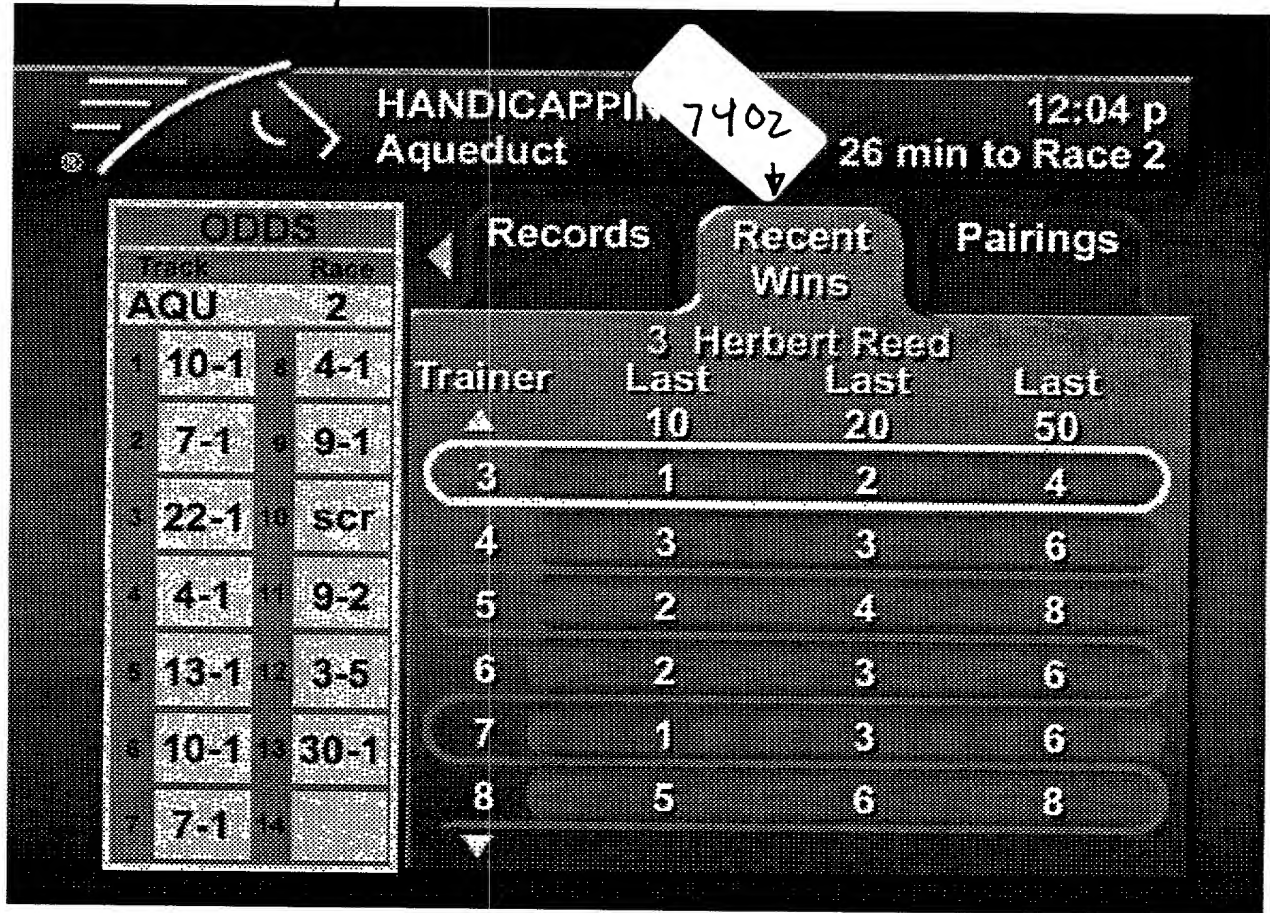 HANDICAPPIN
7402
12:04 p
Aqueduct
26 min to Race 2
®
ODDS
Track Race
AQU 2
1 10-1 8 4-1
2 7-1 9 9-1
3 22-1 10 scr
4 4-1 11 9-2
5 13-1 12 3-5
6 10-1 13 30-1
7 7-1 14
Records
Recent
Wins
Pairings
3 Herbert Reed
Trainer Last Last Last
10 20 50
3 1 2 4
4 3 3 6
5 2 4 8
6 2 3 6
7 1 3 6
8 5 6 8